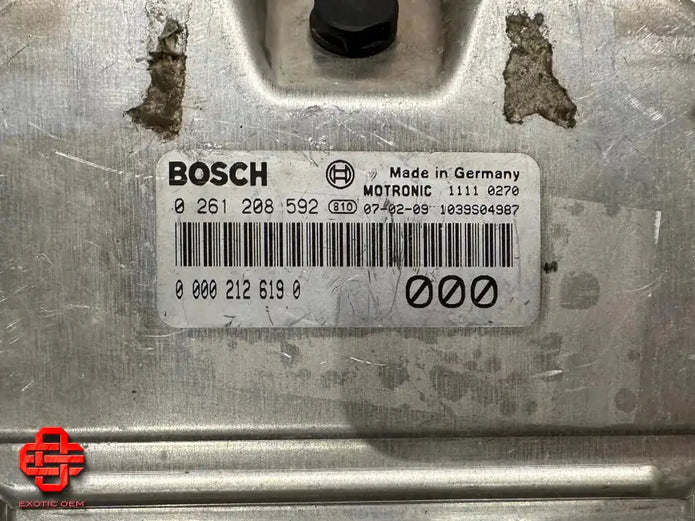 BOSCH Made in Germany
MOTRONIC 1111 0270
0 261 208 592 810 07-02-09 1039S04987
0 000 212 619 0 000
EXOTIC OEM